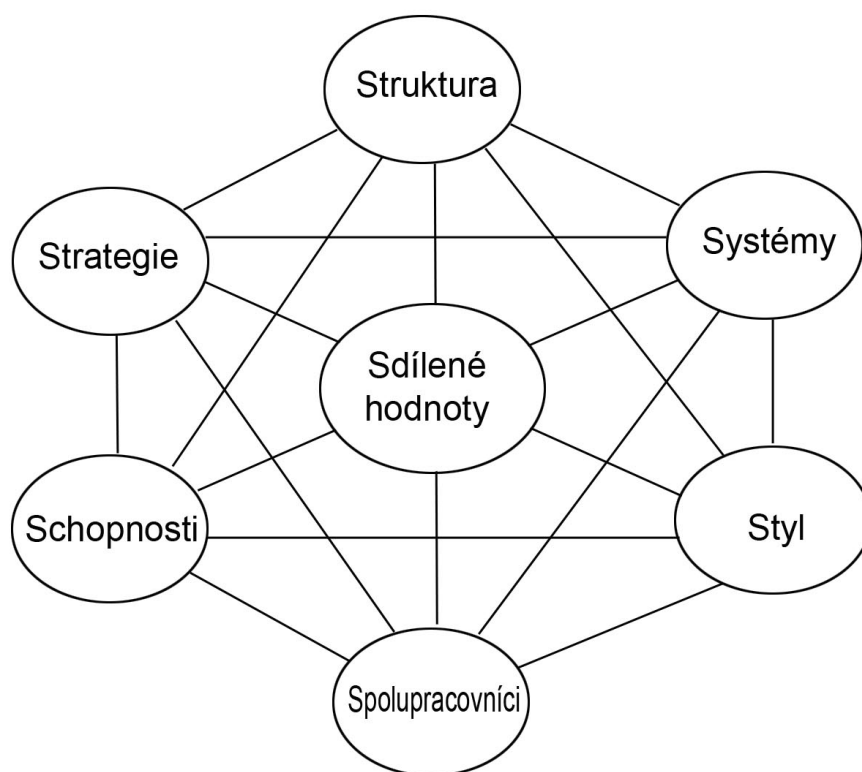 Struktura
Strategie
Systémy
Sdílené
hodnoty
Schopnosti
Styl
Spolupracovníci